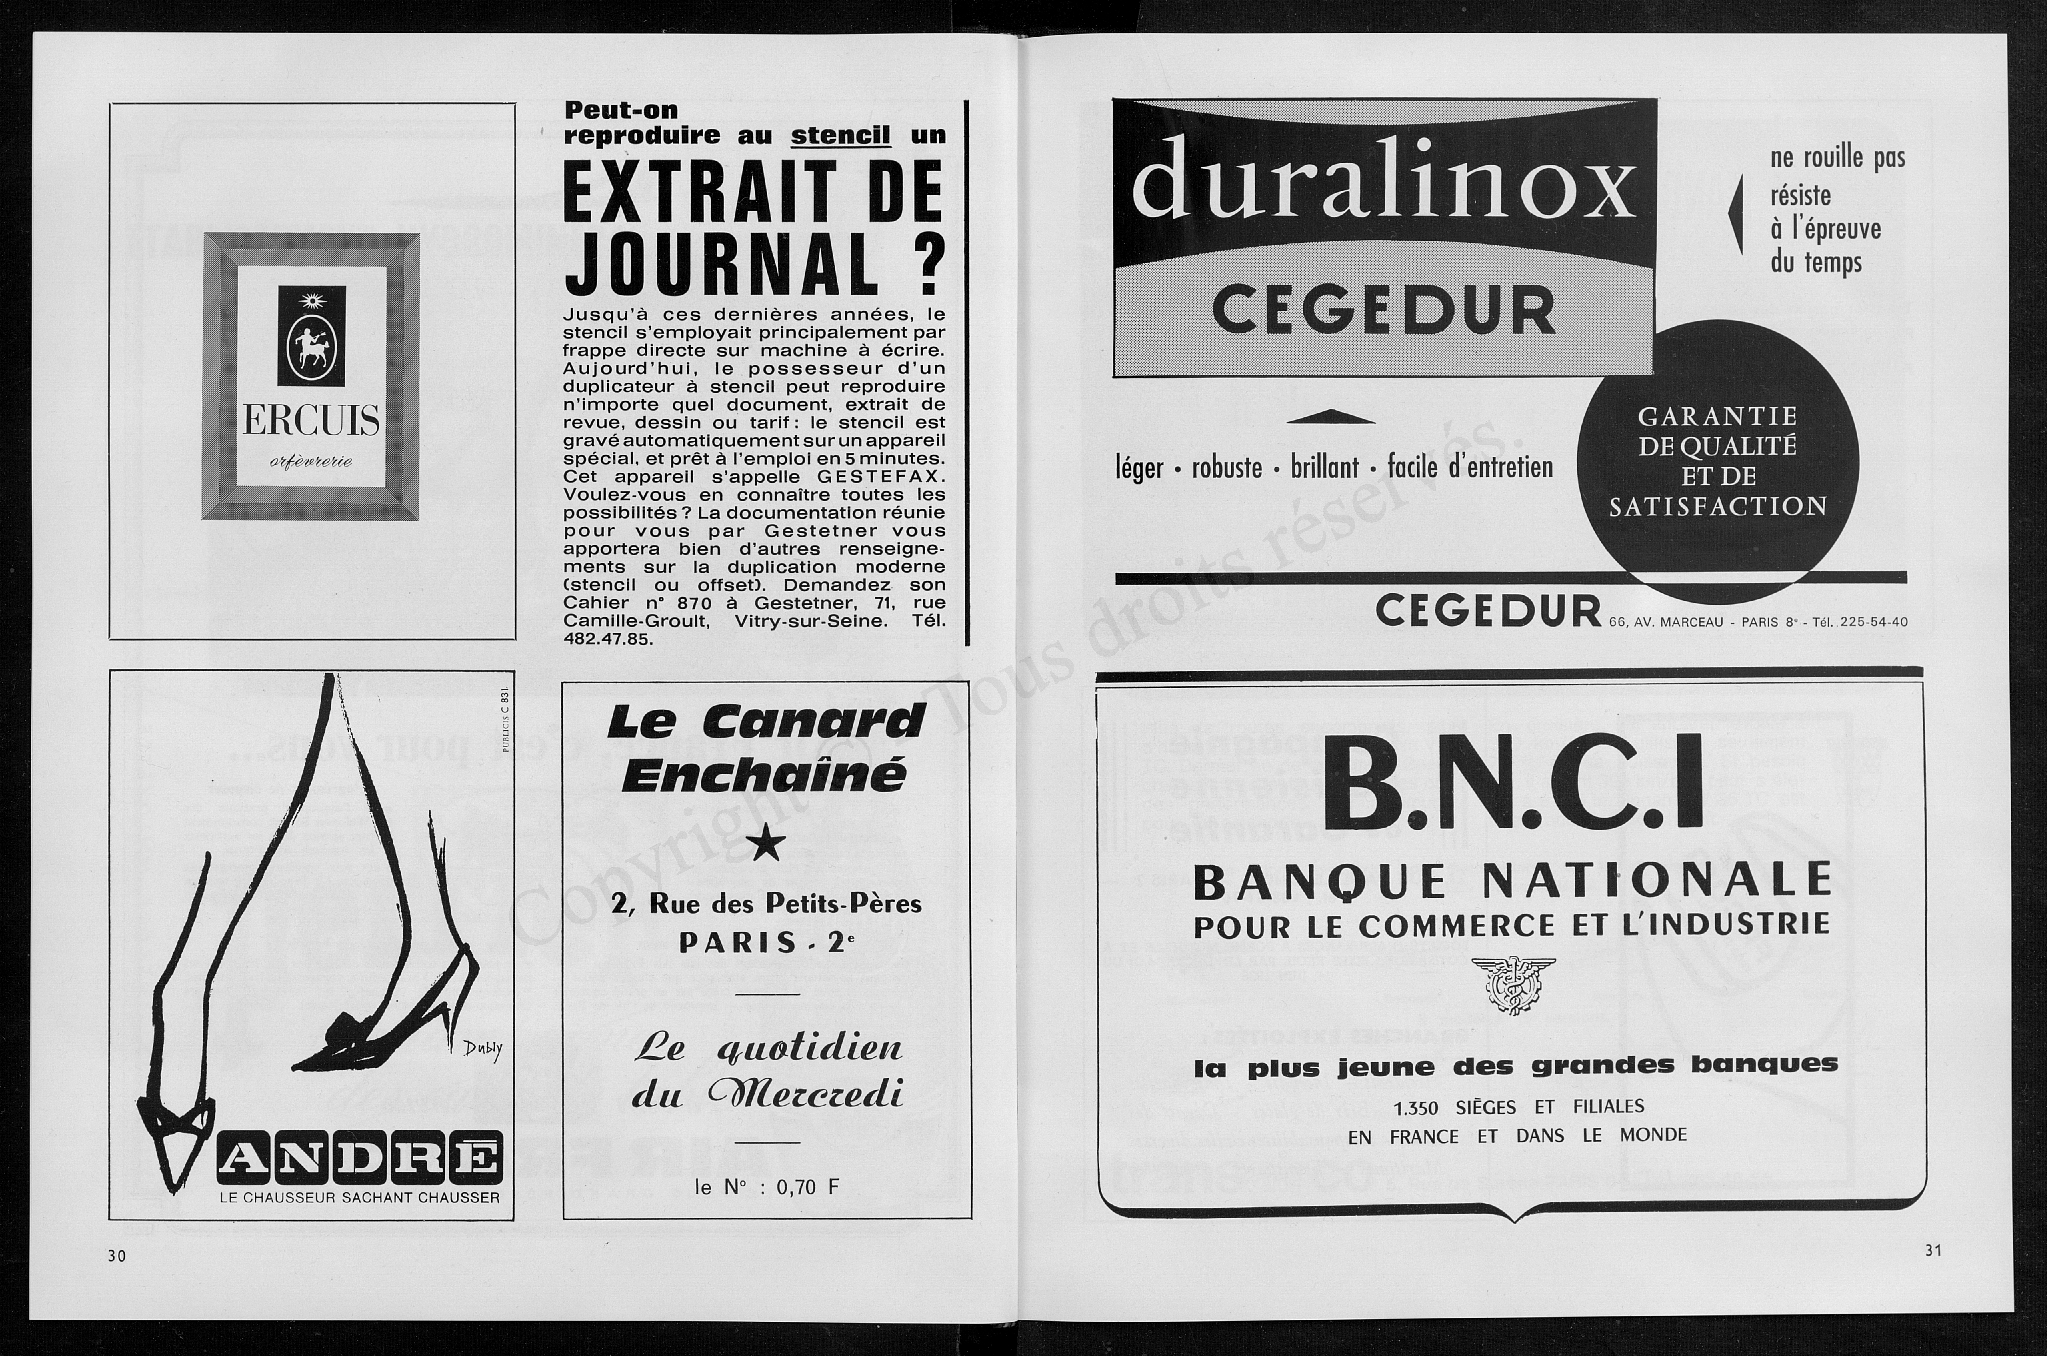 ERCUIS
orfèvrerie
Peut-on
reproduire au stencil un
EXTRAIT DE
JOURNAL ?
Jusqu'à ces dernières années, le
stencil s'employait principalement par
frappe directe sur machine à écrire.
Aujourd'hui, le possesseur d'un
duplicateur à stencil peut reproduire
n'importe quel document, extrait de
revue, dessin ou tarif : le stencil est
gravé automatiquement sur un appareil
spécial, et prêt à l'emploi en 5 minutes.
Cet appareil s'appelle GESTEFAX.
Voulez-vous en connaître toutes les
possibilités ? La documentation réunie
pour vous par Gestetner vous
apportera bien d'autres renseigne-
ments sur la duplication moderne
(stencil ou offset). Demandez son
Cahier n° 870 à Gestetner, 71, rue
Camille-Groult, Vitry-sur-Seine. Tél.
482.47.85.
PUBLICIS C 831
Dubly
ANDRÉ
LE CHAUSSEUR SACHANT CHAUSSER
Le Canard
Enchaîné
2, Rue des Petits-Pères
PARIS - 2e
Le quotidien
du Mercredi
le N° : 0,70 F
30
duralinox
CEGEDUR
ne rouille pas
résiste
à l'épreuve
du temps
léger • robuste • brillant • facile d'entretien
GARANTIE
DE QUALITÉ
ET DE
SATISFACTION
CEGEDUR 66, AV. MARCEAU - PARIS 8e - Tél. 225-54-40
B.N.C.I
BANQUE NATIONALE
POUR LE COMMERCE ET L'INDUSTRIE
la plus jeune des grandes banques
1.350 SIÈGES ET FILIALES
EN FRANCE ET DANS LE MONDE
31
Copyright © Tous droits réservés.